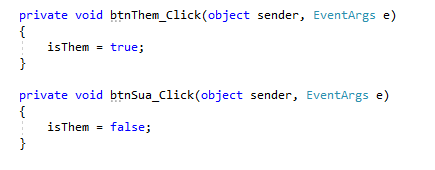 private void btnThem_Click(object sender, EventArgs e)
{
isThem = true;
}
private void btnSua_Click(object sender, EventArgs e)
{
isThem = false;
}